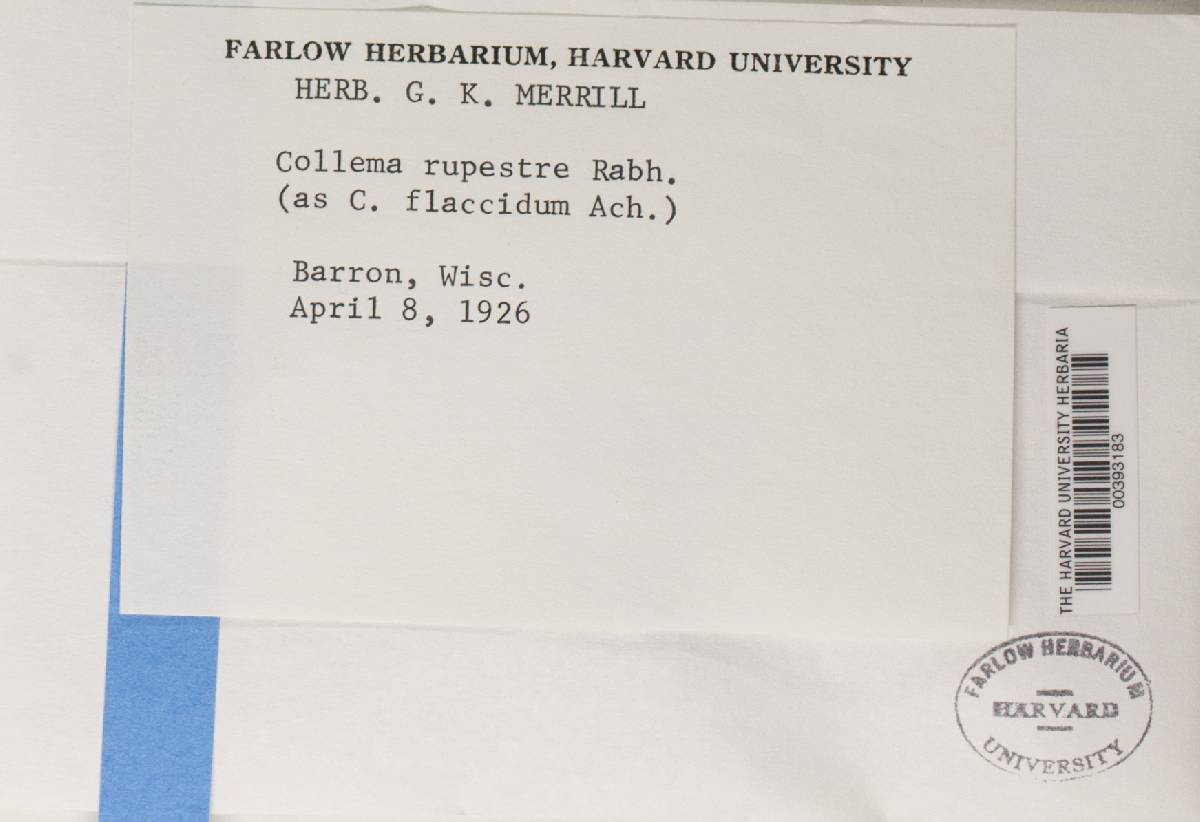 FARLOW HERBARIUM, HARVARD UNIVERSITY
HERB. G. K. MERRILL
Collema rupestre Rabh.
(as C. flaccidum Ach.)
Barron, Wisc.
April 8, 1926
THE HARVARD UNIVERSITY HERBARIA
00393183
FARLOW HERBARIUM
HARVARD
UNIVERSITY